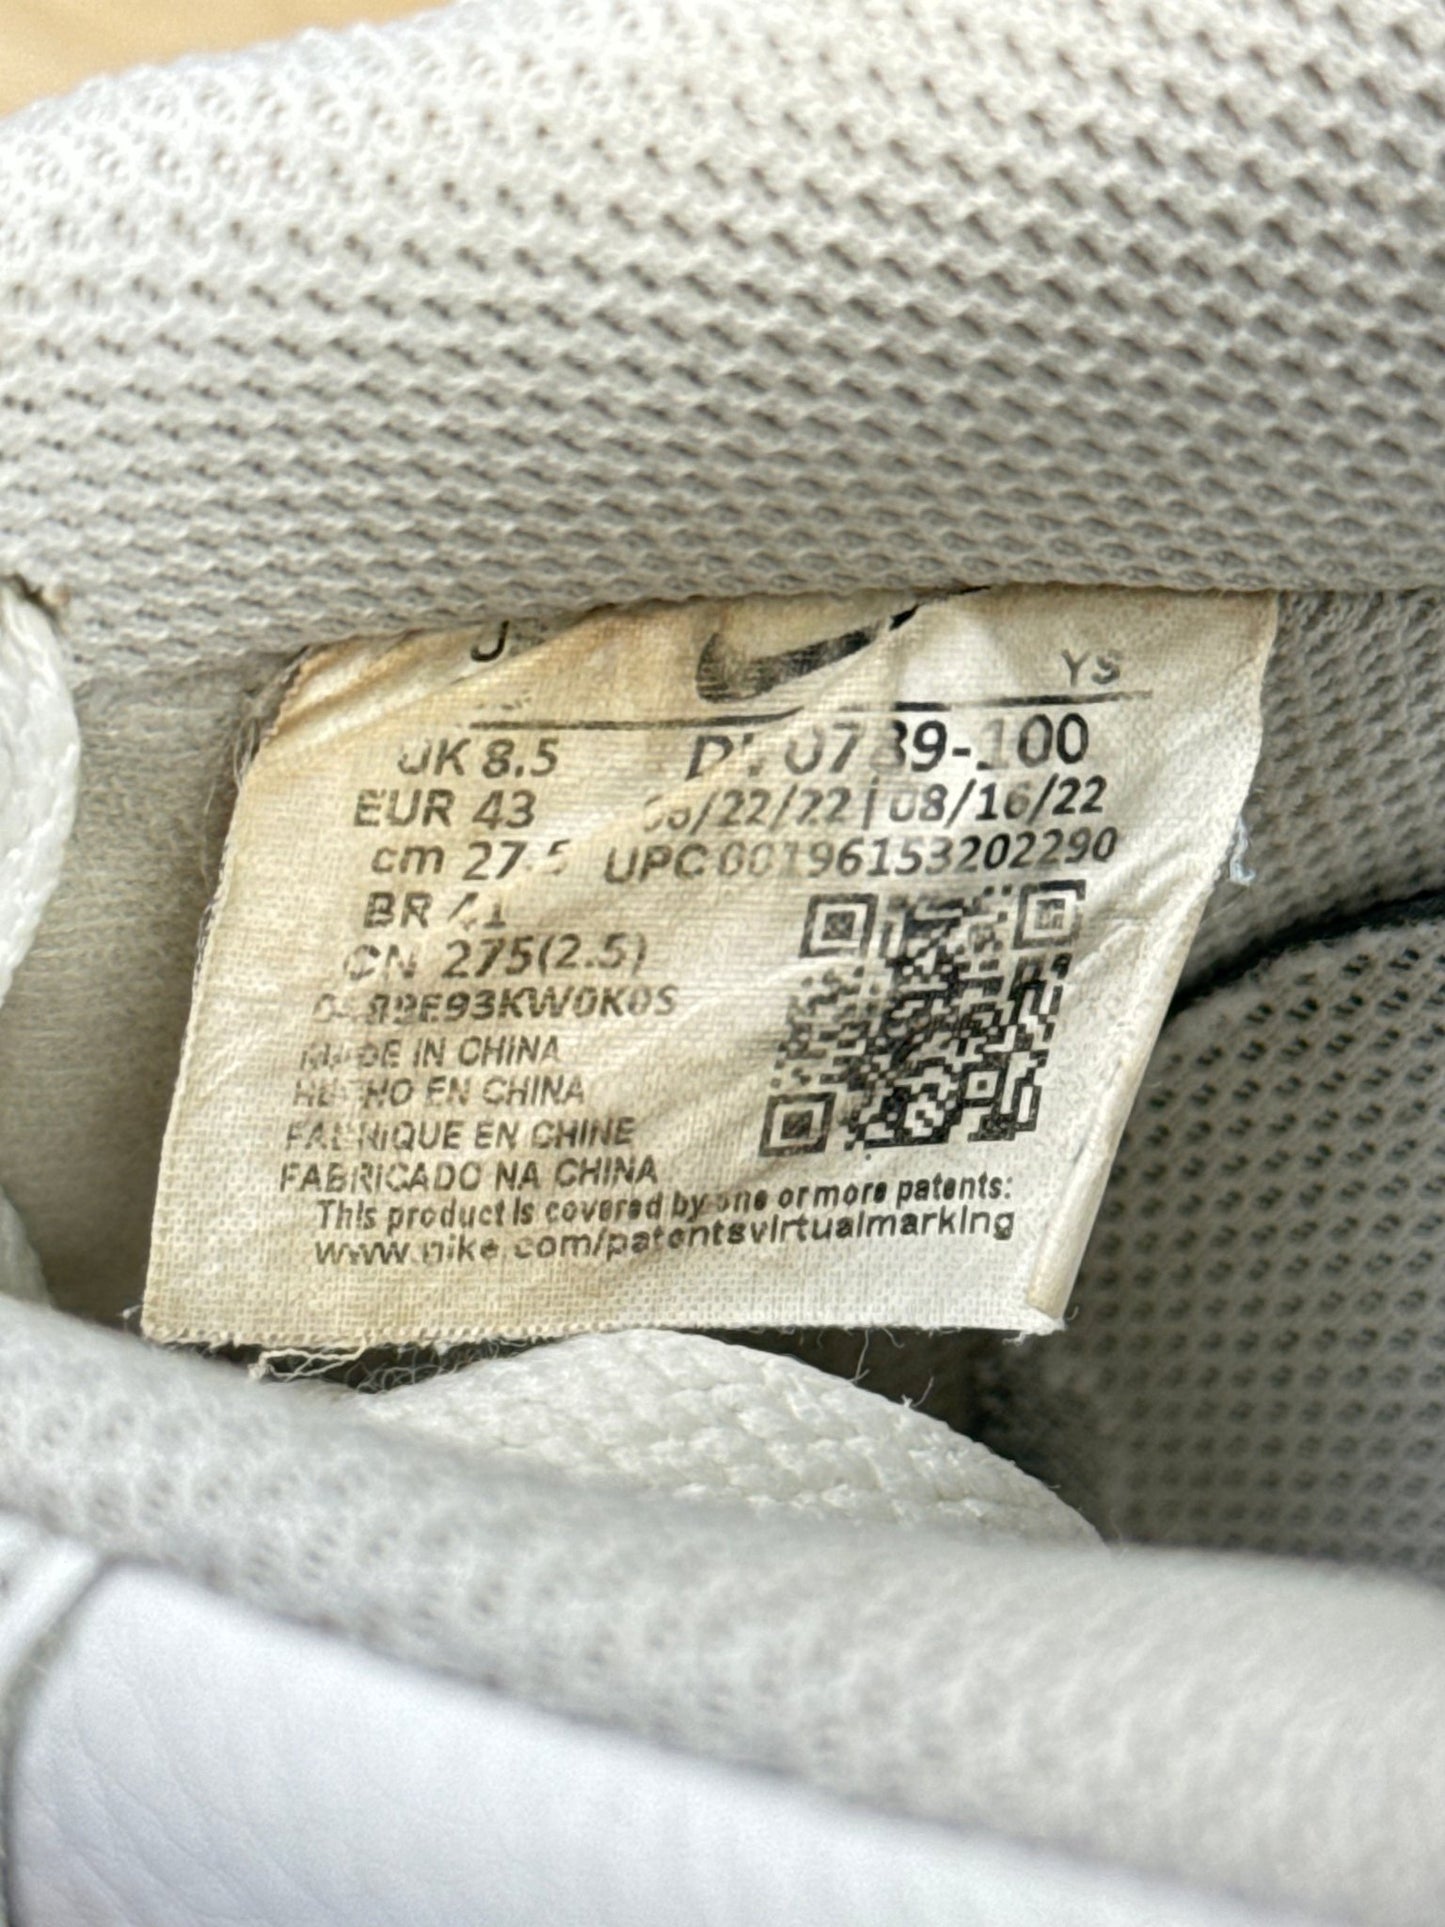 YS
UK 8.5
EUR 43 /22/22 | 08/16/22
cm 27.5 UPC 00196153202290
BR 41
CN 275(2.5)
MADE IN CHINA
HECHO EN CHINA
FABRIQUE EN CHINE
FABRICADO NA CHINA
This product is covered by one or more patents:
www.nike.com/patentsvirtualmarking